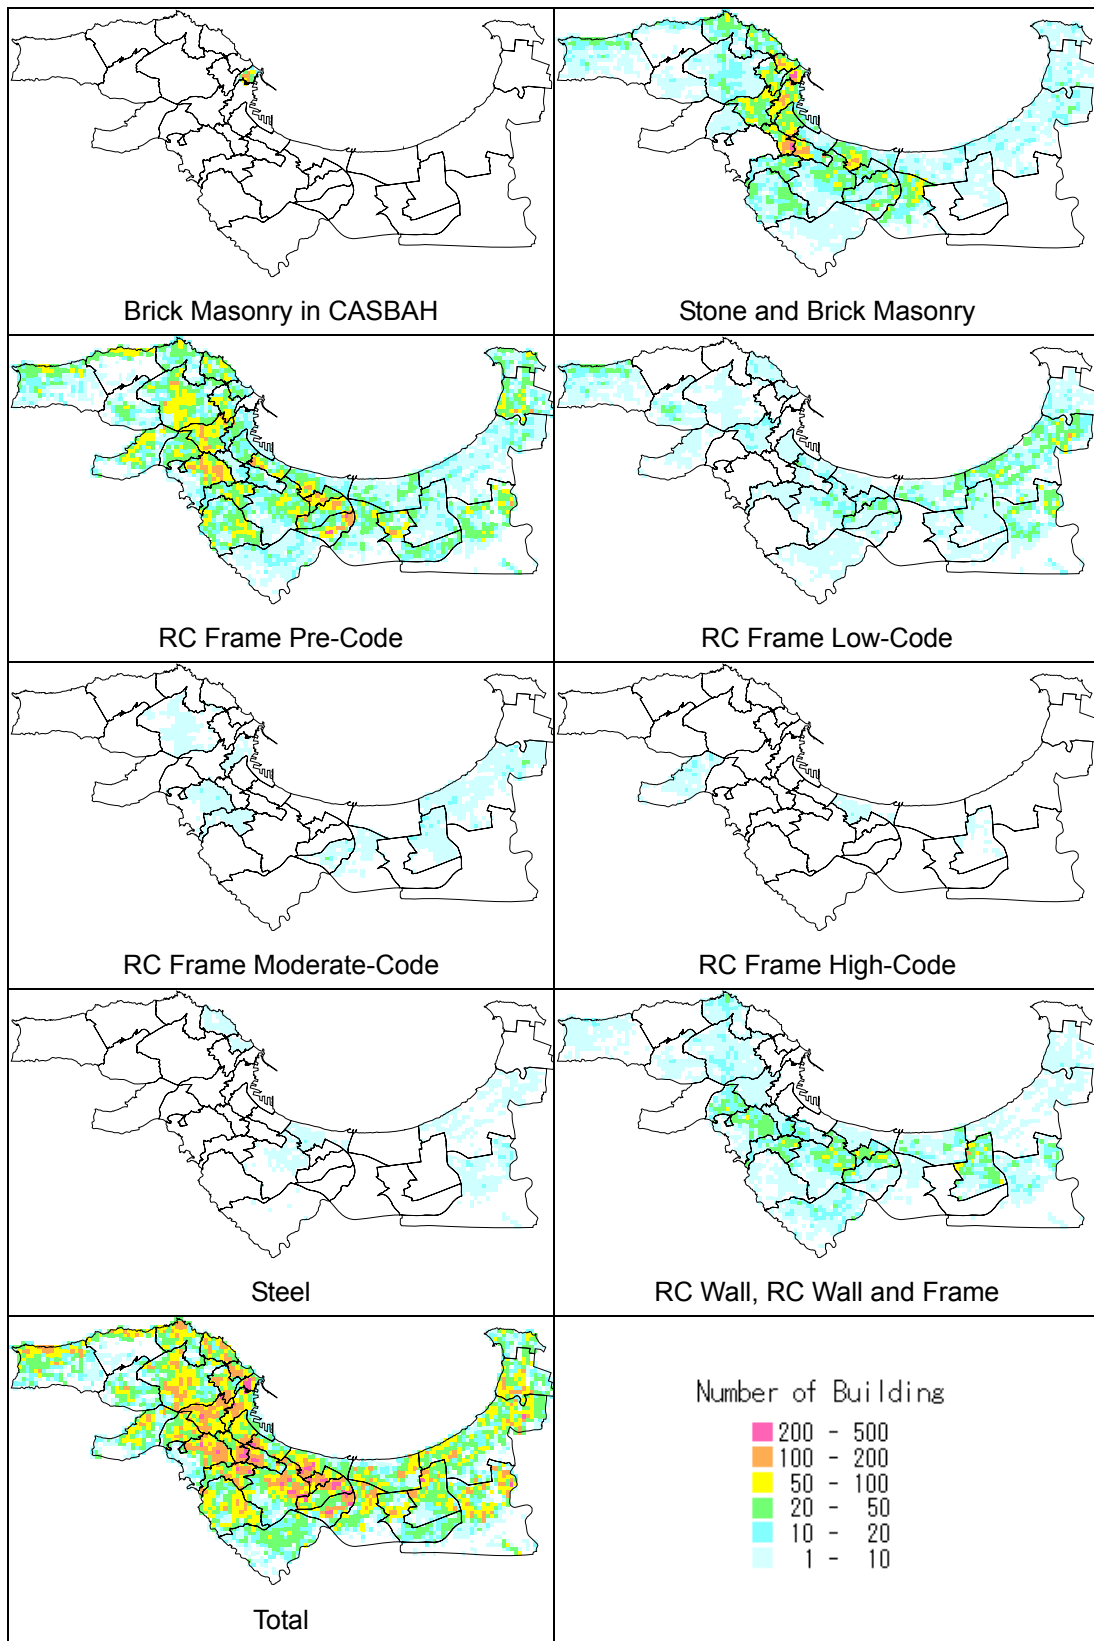 Brick Masonry in CASBAH
Stone and Brick Masonry
RC Frame Pre-Code
RC Frame Low-Code
RC Frame Moderate-Code
RC Frame High-Code
Steel
RC Wall, RC Wall and Frame
Total
Number of Building
200 - 500
100 - 200
50 - 100
20 - 50
10 - 20
1 - 10